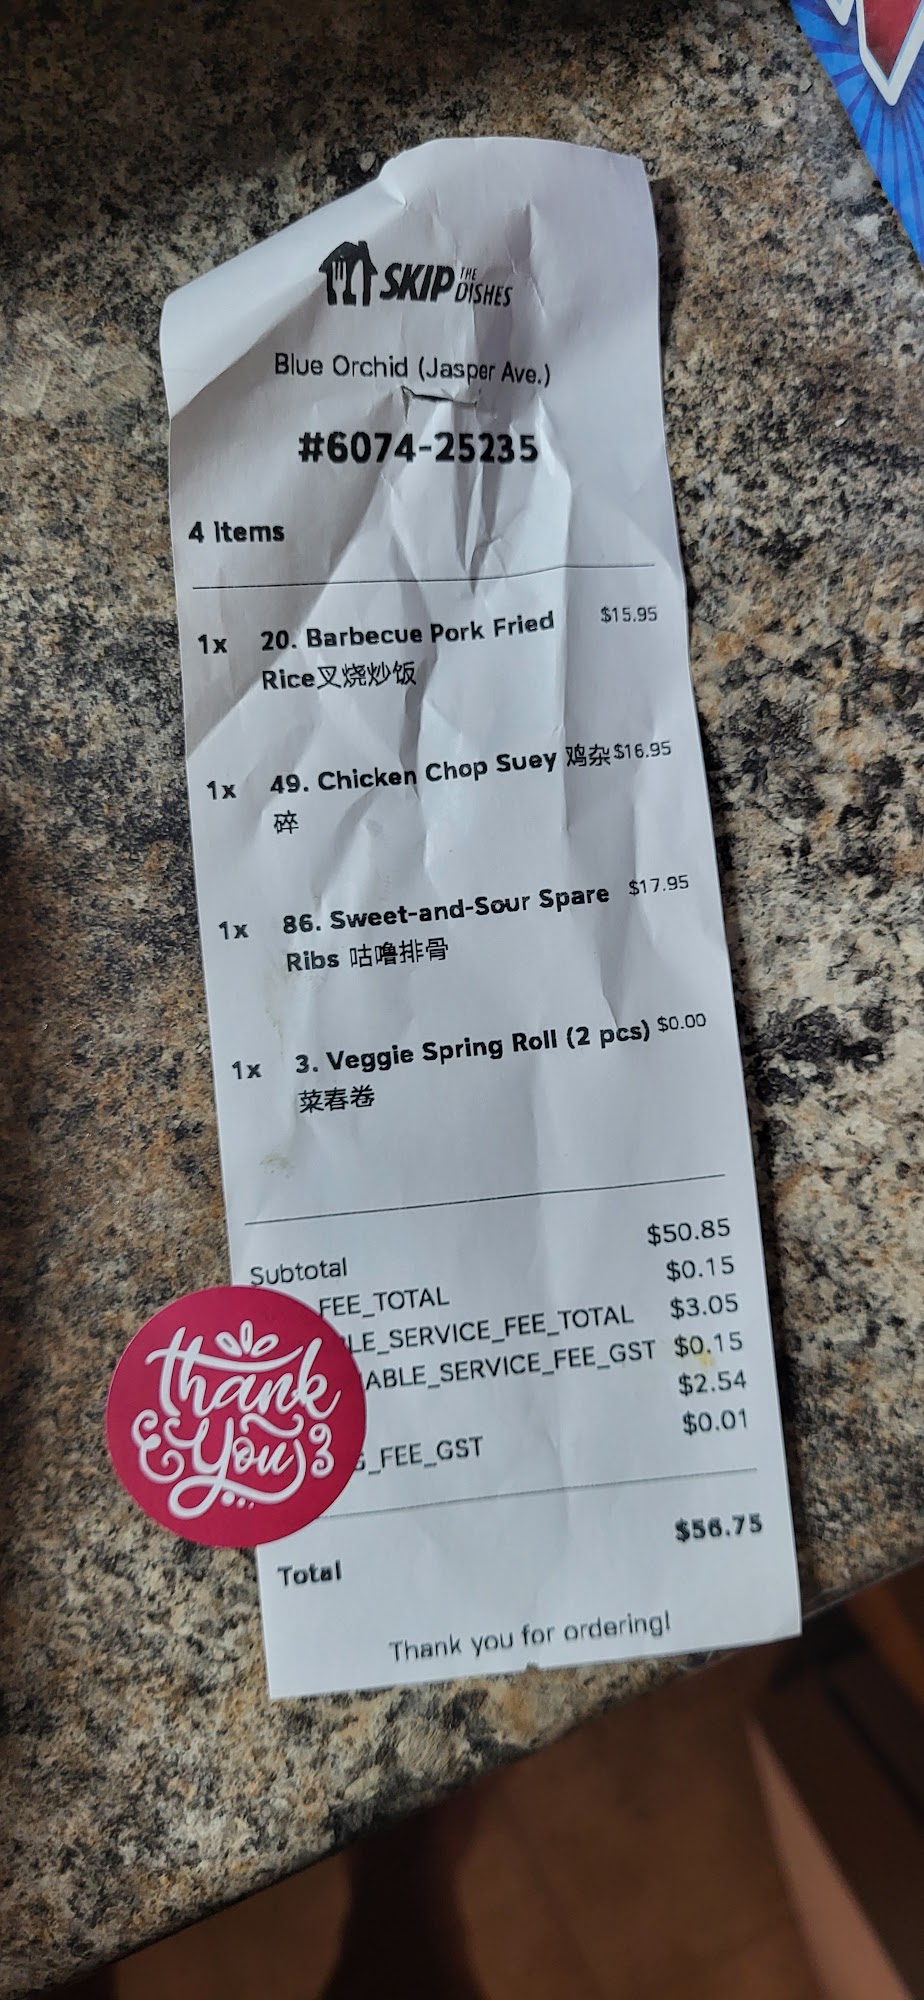 SKIP THE DISHES
Blue Orchid (Jasper Ave.)
#6074-25235
4 items
1x 20. Barbecue Pork Fried $15.95
Rice叉烧炒饭
1x 49. Chicken Chop Suey 鸡杂 $16.95
碎
1x 86. Sweet-and-Sour Spare $17.95
Ribs 咕噜排骨
1x 3. Veggie Spring Roll (2 pcs) $0.00
菜春卷
Subtotal $50.85
FEE_TOTAL $0.15
LE_SERVICE_FEE_TOTAL $3.05
ABLE_SERVICE_FEE_GST $0.15
$2.54
G_FEE_GST $0.01
Total $56.75
Thank you for ordering!
thank
you